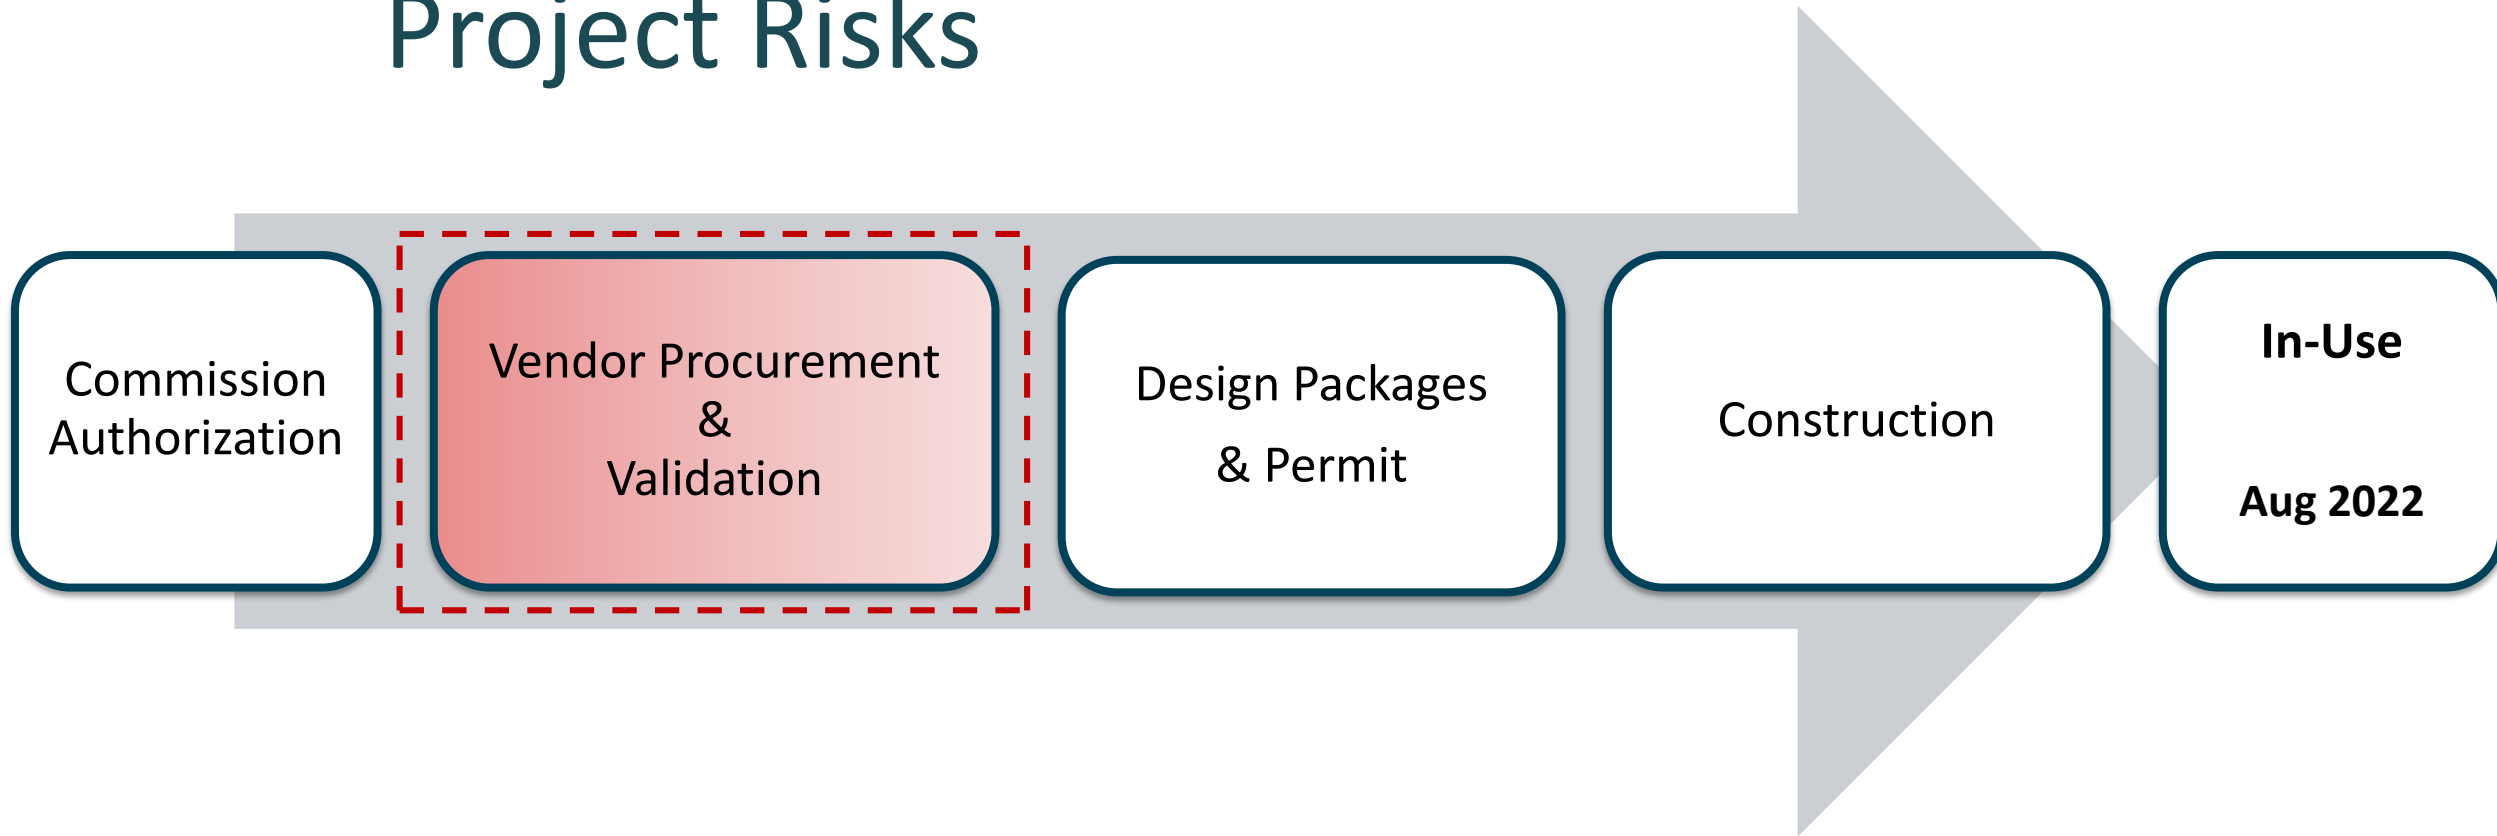 Project Risks
Commission
Authorization
Vendor Procurement
&
Validation
Design Packages
& Permit
Construction
In-Use
Aug 2022